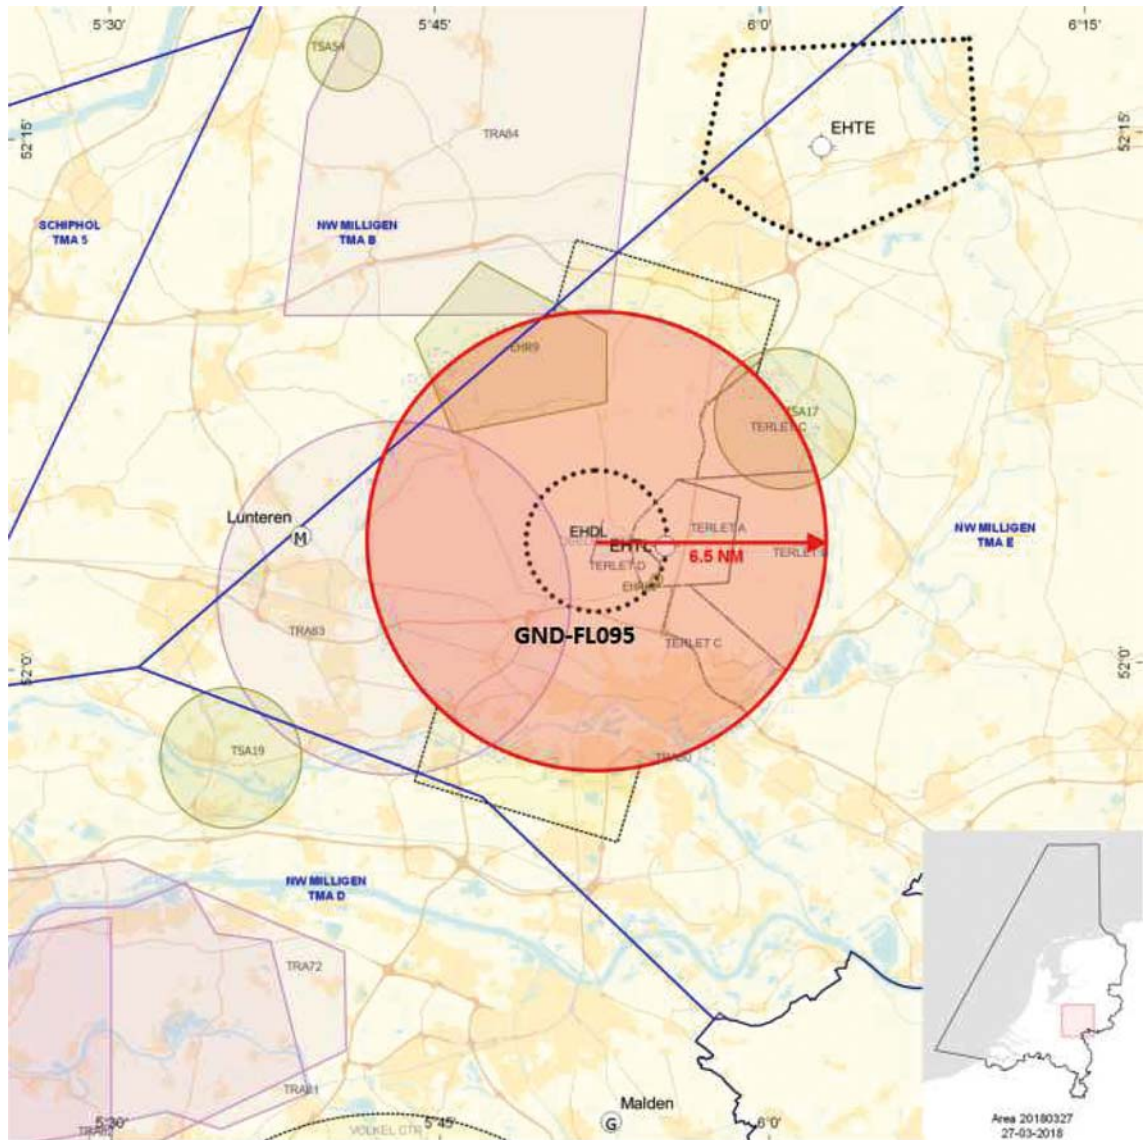 5°30'
5°45'
6°0'
6°15'
TSA54
52°15'
TRA84
EHTE
52°15'
SCHIPHOL
TMA 5
NW MILLIGEN
TMA B
EHR9
TSA17
TERLET C
Lunteren
M
EHDL
TERLET A
NW MILLIGEN
TMA E
6.5 NM
TERLET D
GND-FL095
TRA83
TERLET C
52°0'
52°0'
TSA19
NW MILLIGEN
TMA D
TRA72
TRA81
Malden
G
5°30'
5°45'
6°0'
VOLKEL CTR
Area 20180327
27-03-2018